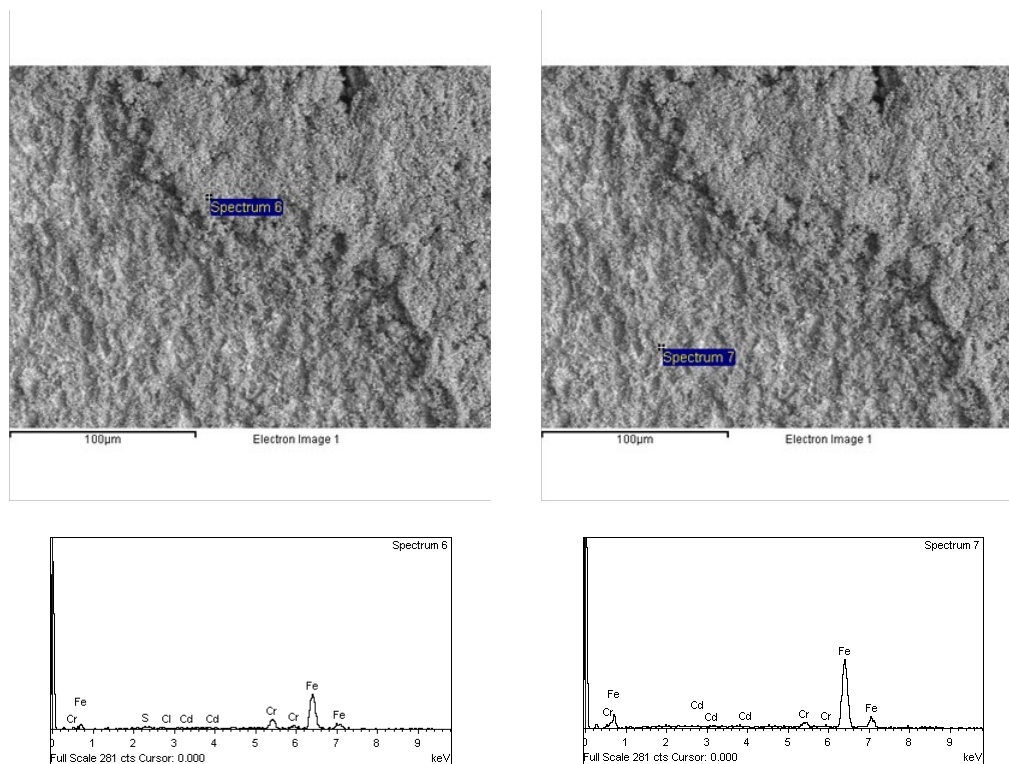 Spectrum 6
100µm
Electron Image 1
Spectrum 7
100µm
Electron Image 1
Spectrum 6
Fe
Cr
Fe
Cr
S
Cl
Cd
Cd
Cr
Fe
0 1 2 3 4 5 6 7 8 9
Full Scale 281 cts Cursor: 0.000
keV
Spectrum 7
Fe
Fe
Cd
Fe
Cr
Cd
Cd
Cr
Cr
0 1 2 3 4 5 6 7 8 9
Full Scale 281 cts Cursor: 0.000
keV